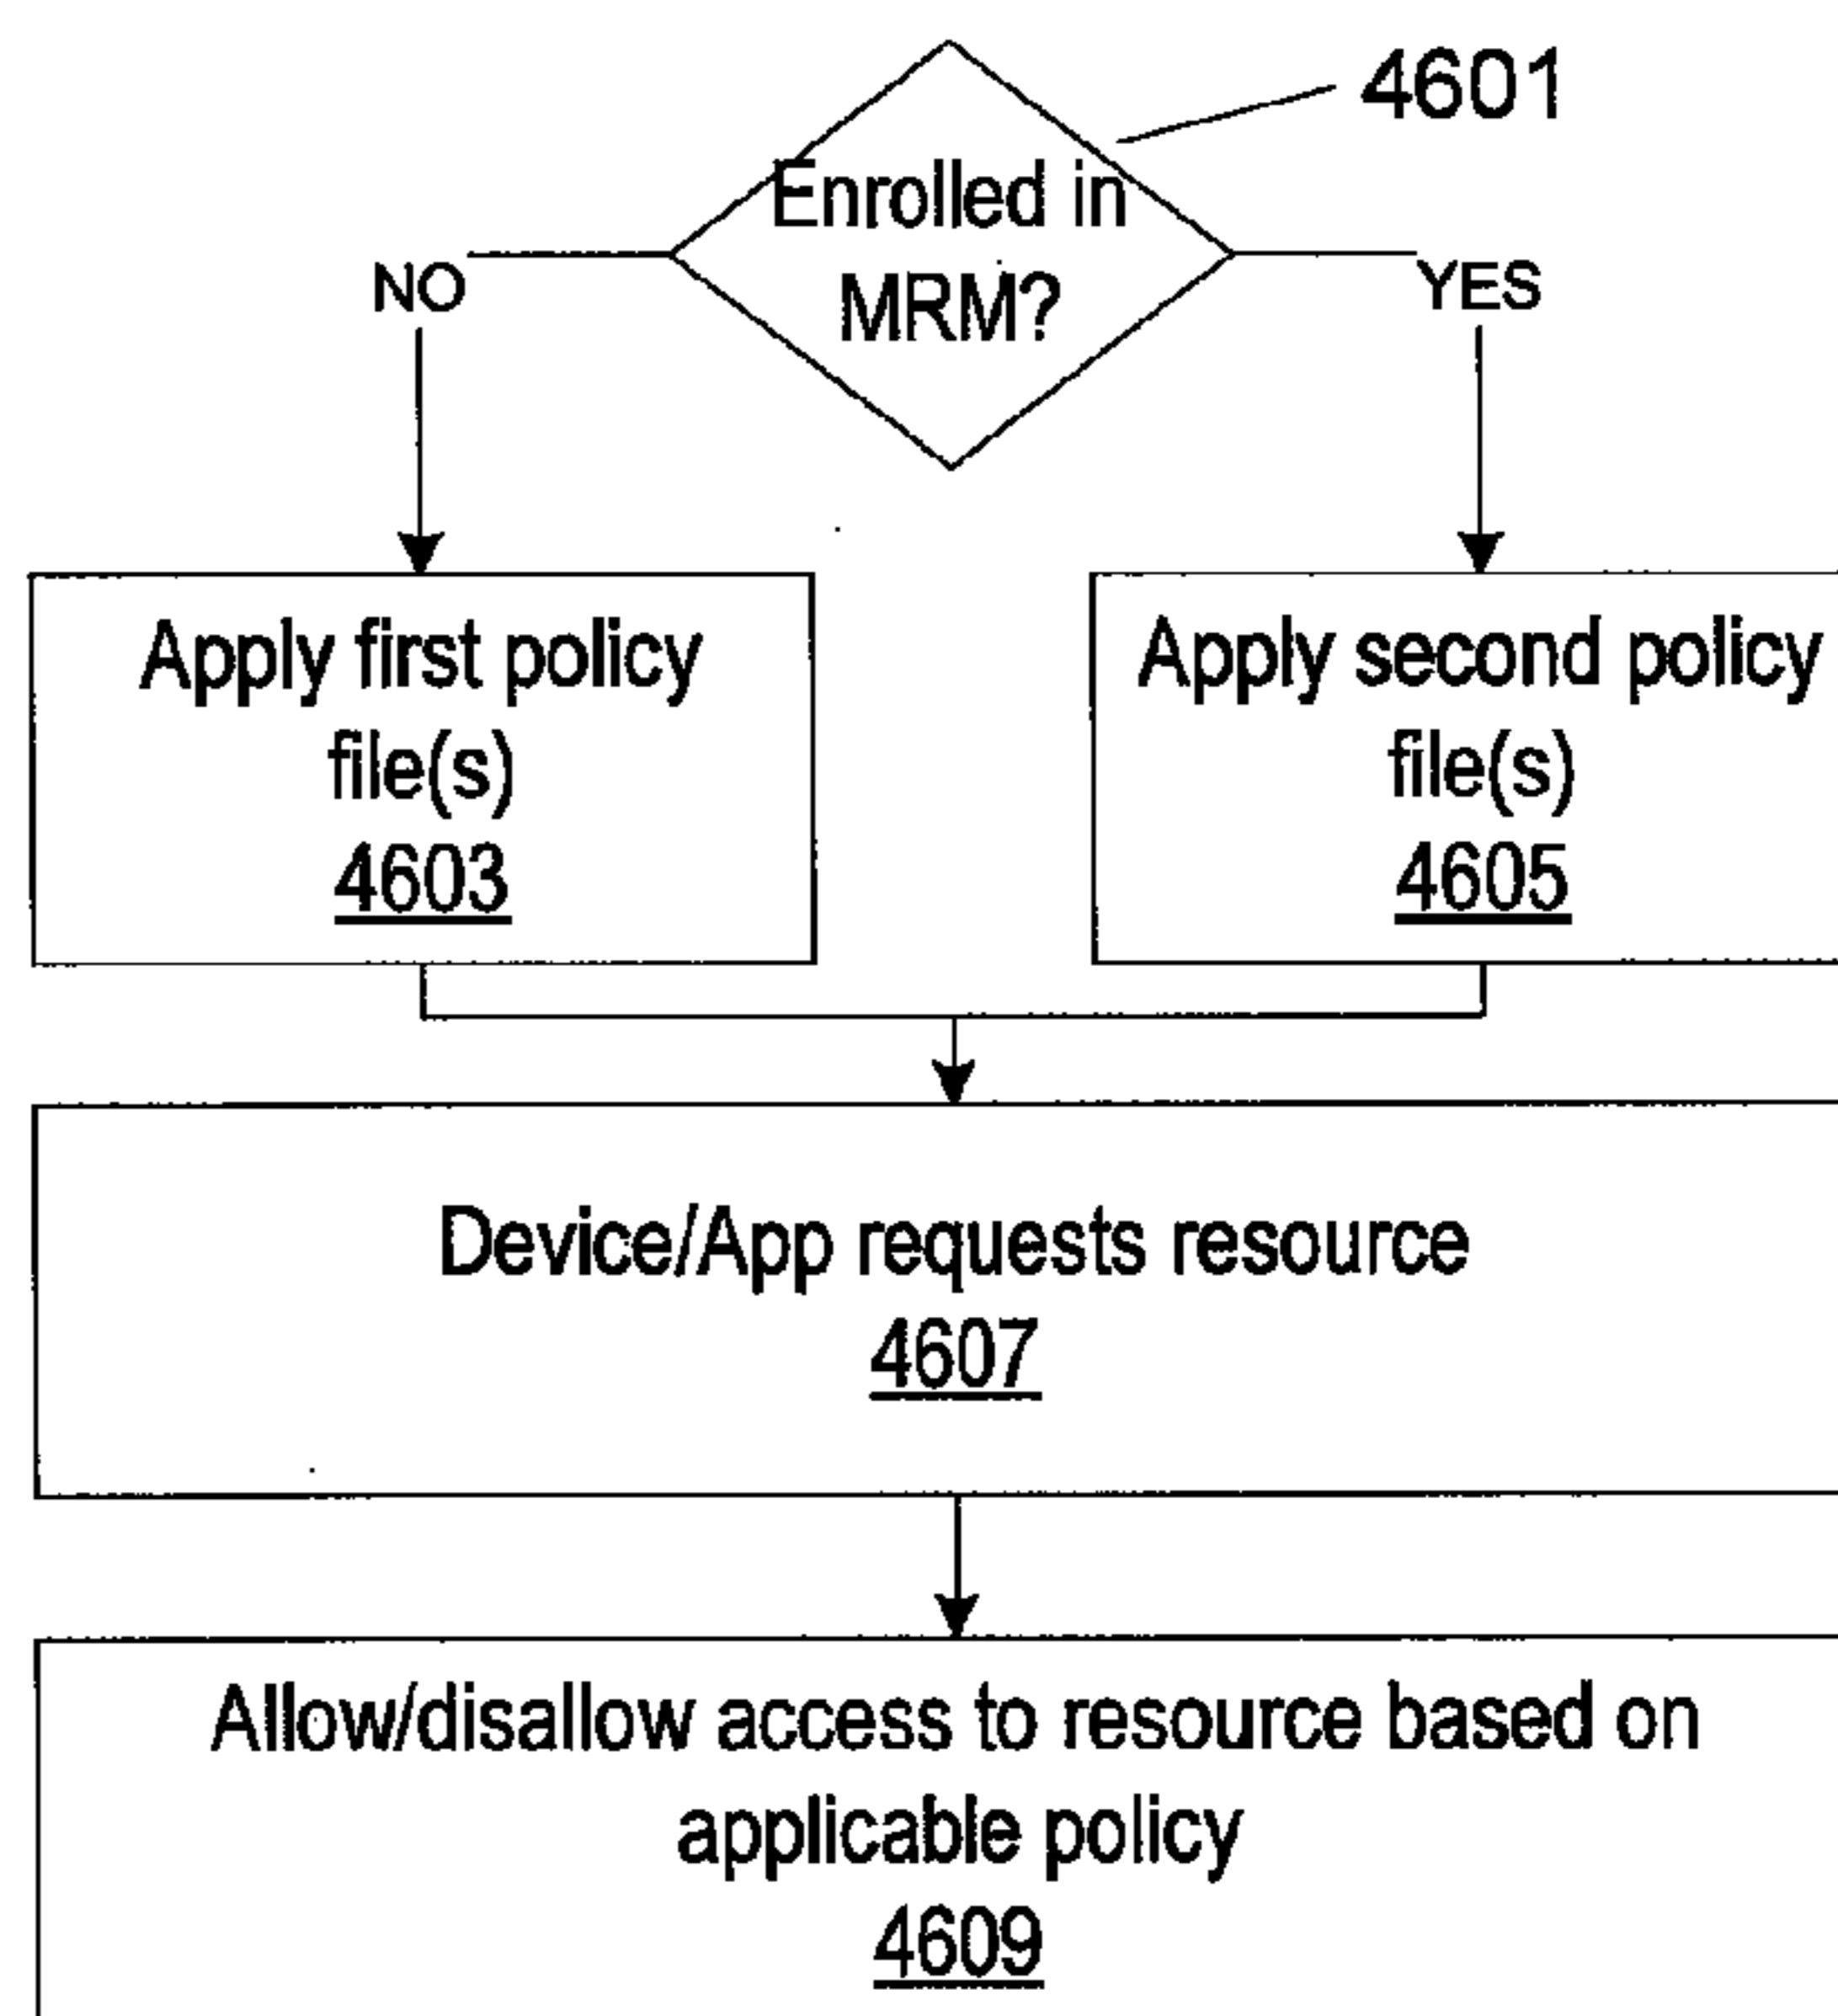 4601
Enrolled in
MRM?
NO
YES
Apply first policy
file(s)
4603
Apply second policy
file(s)
4605
Device/App requests resource
4607
Allow/disallow access to resource based on
applicable policy
4609